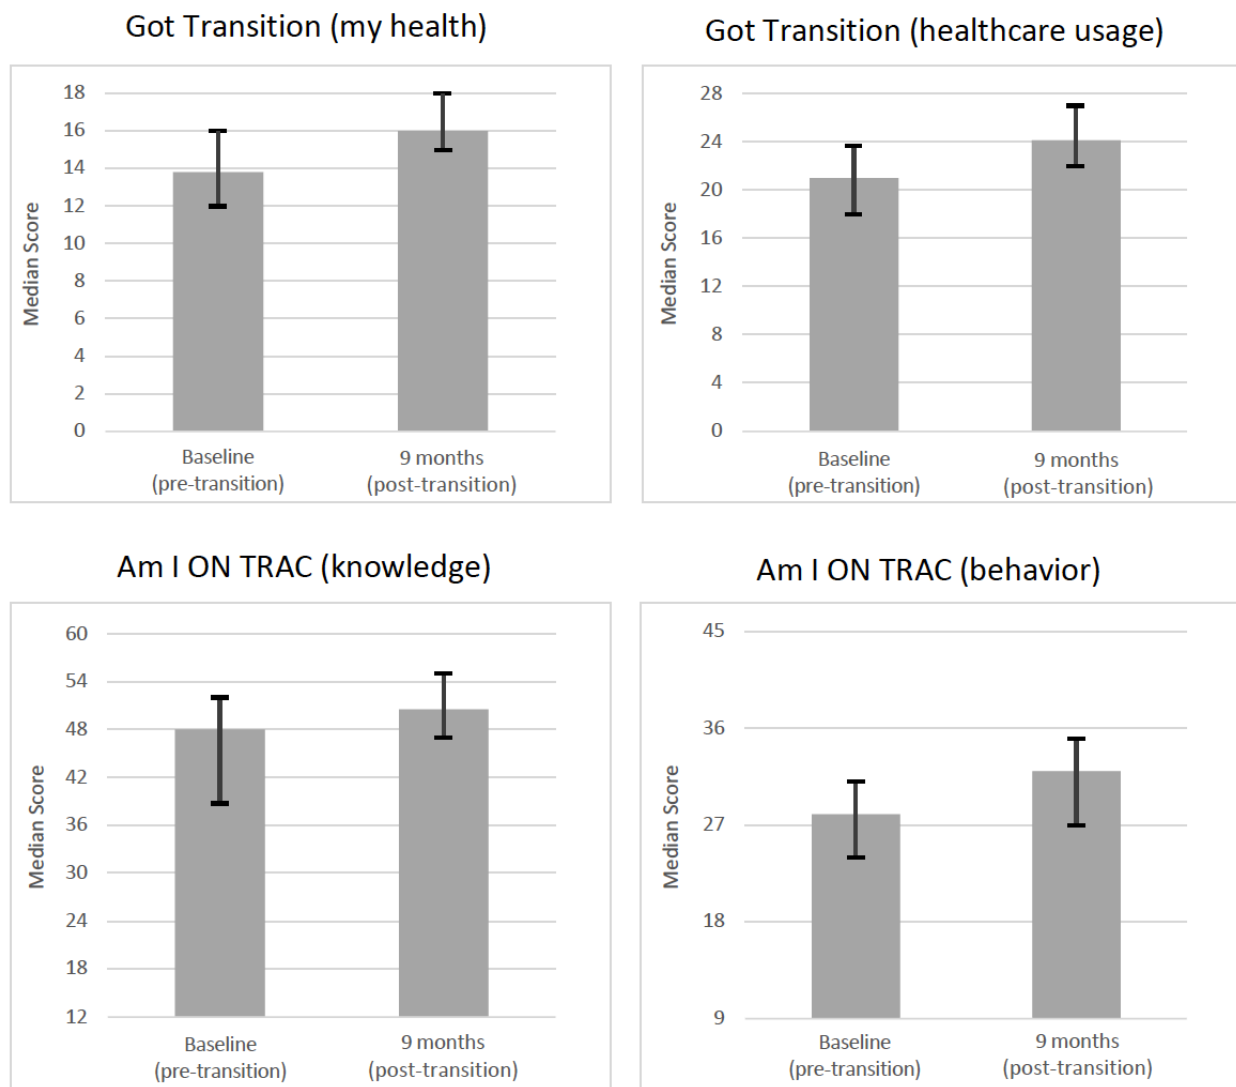 Got Transition (my health)
Median Score
18
16
14
12
10
8
6
4
2
0
Baseline
(pre-transition)
9 months
(post-transition)
Got Transition (healthcare usage)
Median Score
28
24
20
16
12
8
4
0
Baseline
(pre-transition)
9 months
(post-transition)
Am I ON TRAC (knowledge)
Median Score
60
54
48
42
36
30
24
18
12
Baseline
(pre-transition)
9 months
(post-transition)
Am I ON TRAC (behavior)
Median Score
45
36
27
18
9
Baseline
(pre-transition)
9 months
(post-transition)